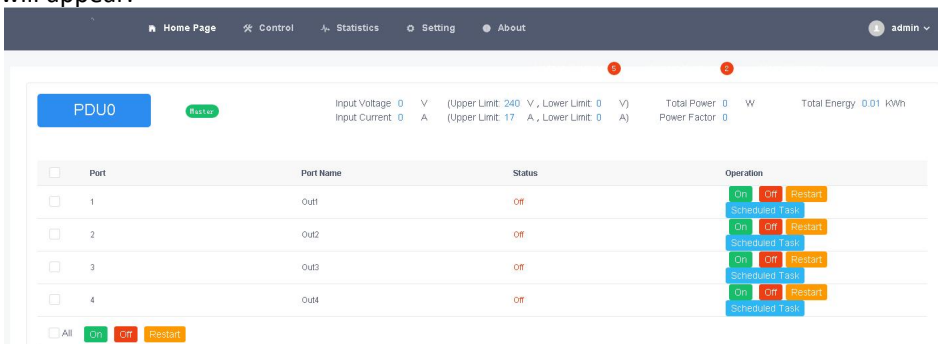 will appear:
Home Page Control Statistics Setting About admin
5 2
PDU0 Master Input Voltage 0 V (Upper Limit: 240 V , Lower Limit: 0 V) Total Power 0 W Total Energy 0.01 KWh
Input Current 0 A (Upper Limit: 17 A , Lower Limit: 0 A) Power Factor 0
Port Port Name Status Operation
1 Out1 Off On Off Restart
Scheduled Task
2 Out2 Off On Off Restart
Scheduled Task
3 Out3 Off On Off Restart
Scheduled Task
4 Out4 Off On Off Restart
Scheduled Task
All On Off Restart